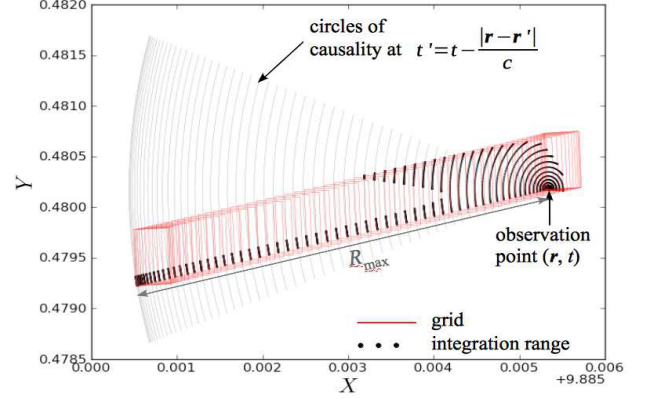 0.4820
0.4815
0.4810
0.4805
0.4800
0.4795
0.4790
0.4785
Y
0.000
0.001
0.002
0.003
0.004
0.005
0.006
+9.885
X
circles of
causality at t'=t-|r-r'|/c
observation
point (r, t)
R_max
grid
integration range